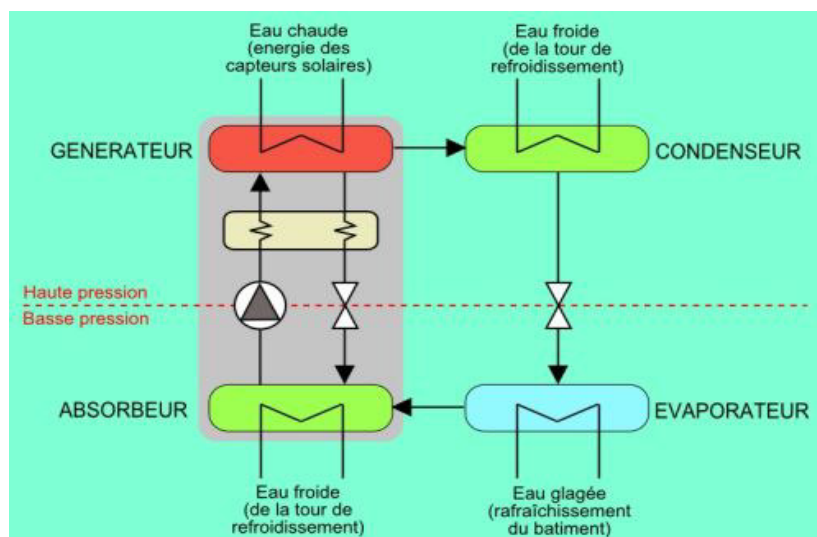 Eau chaude
(energie des
capteurs solaires)
Eau froide
(de la tour de
refroidissement)
GENERATEUR
CONDENSEUR
Haute pression
Basse pression
ABSORBEUR
EVAPORATEUR
Eau froide
(de la tour de
refroidissement)
Eau glagée
(rafraîchissement
du batiment)